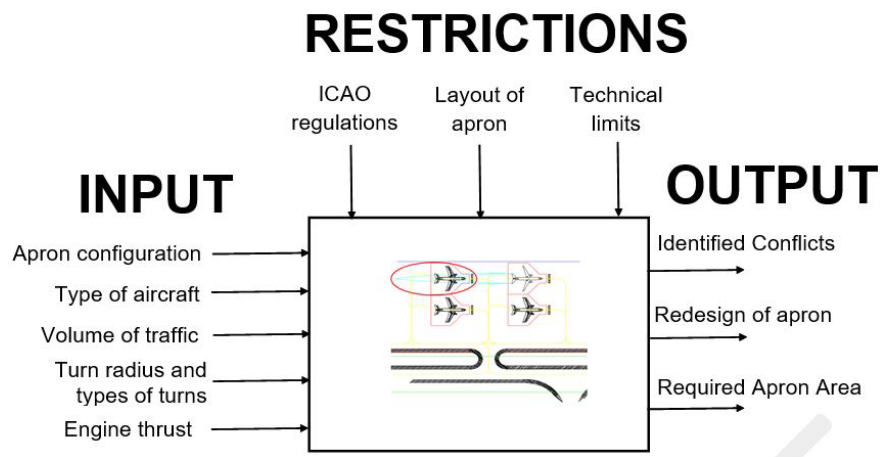 RESTRICTIONS
ICAO
regulations
Layout of
apron
Technical
limits
INPUT
Apron configuration
Type of aircraft
Volume of traffic
Turn radius and
types of turns
Engine thrust
OUTPUT
Identified Conflicts
Redesign of apron
Required Apron Area